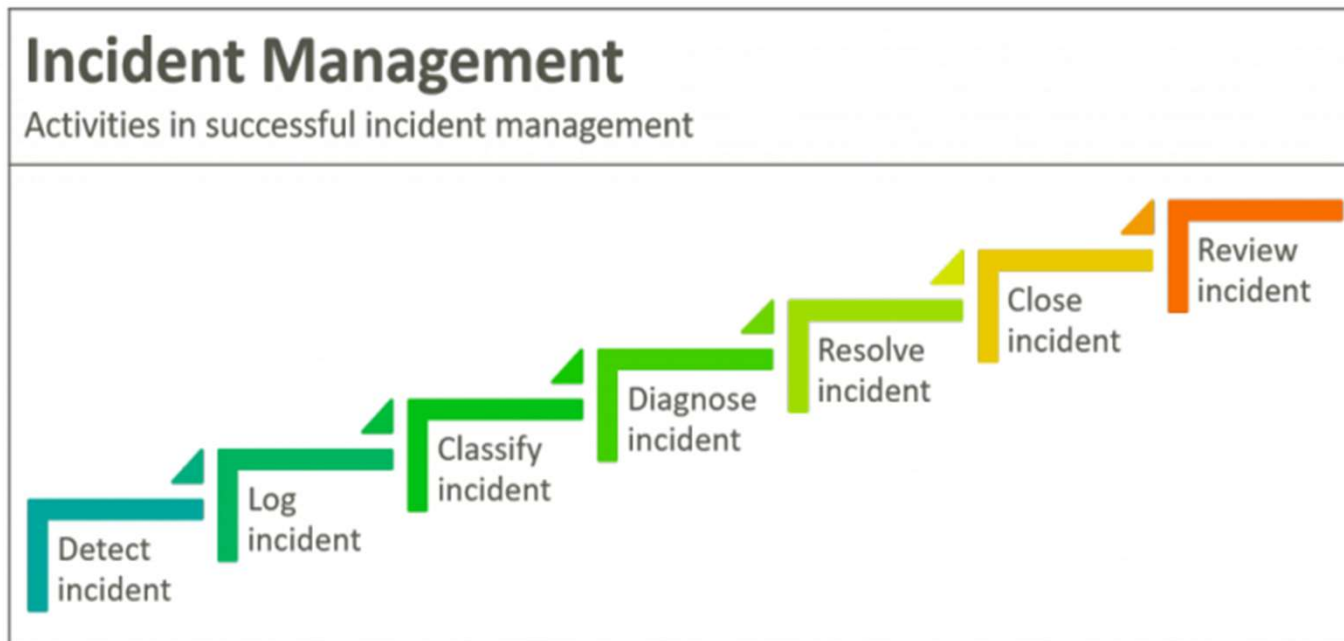 Incident Management
Activities in successful incident management
Detect
incident
Log
incident
Classify
incident
Diagnose
incident
Resolve
incident
Close
incident
Review
incident